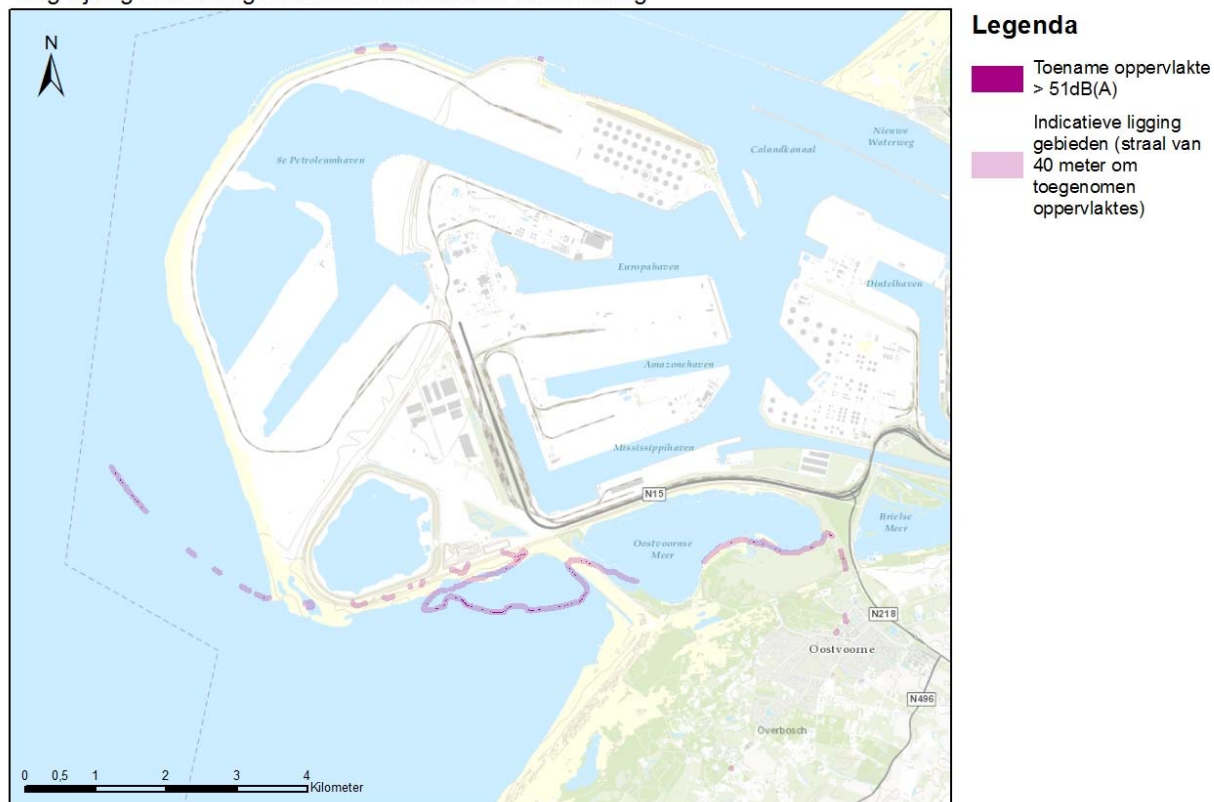 Legenda
Toename oppervlakte
> 51dB(A)
Indicatieve ligging
gebieden (straal van
40 meter om
toegenomen
oppervlaktes)
N
8e Petroleumhaven
Calandkanaal
Nieuwe
Waterweg
Europahaven
Dintelhaven
Amazonehaven
Mississippihaven
N15
Oostvoornse
Meer
Brielse
Meer
N218
Oostvoorne
N496
Overbosch
0 0,5 1 2 3 4
Kilometer